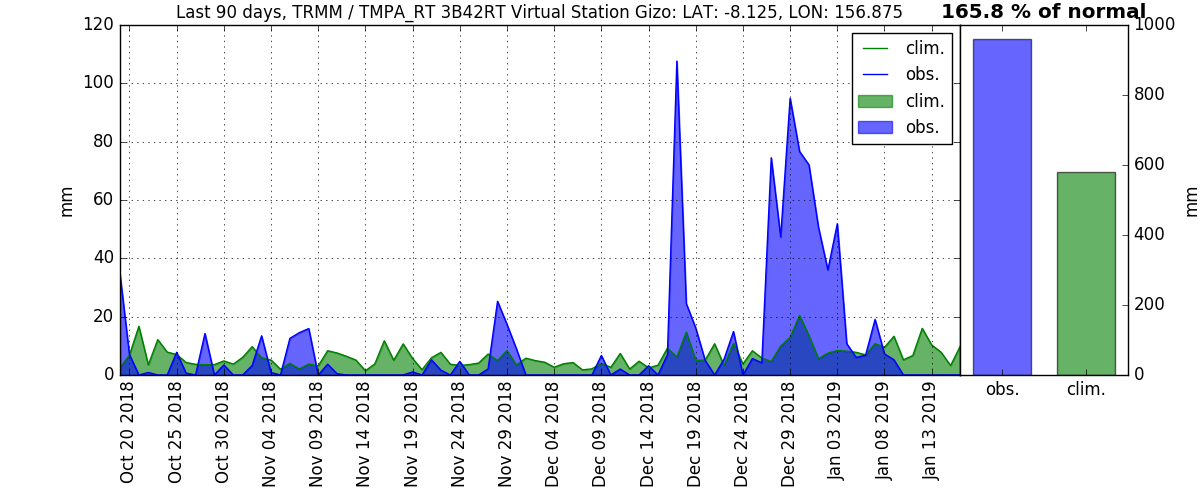 Last 90 days, TRMM / TMPA_RT 3B42RT Virtual Station Gizo: LAT: -8.125, LON: 156.875
165.8 % of normal
120
100
80
60
40
20
0
mm
clim.
obs.
clim.
obs.
Oct 20 2018
Oct 25 2018
Oct 30 2018
Nov 04 2018
Nov 09 2018
Nov 14 2018
Nov 19 2018
Nov 24 2018
Nov 29 2018
Dec 04 2018
Dec 09 2018
Dec 14 2018
Dec 19 2018
Dec 24 2018
Dec 29 2018
Jan 03 2019
Jan 08 2019
Jan 13 2019
1000
800
600
400
200
0
mm
obs.
clim.